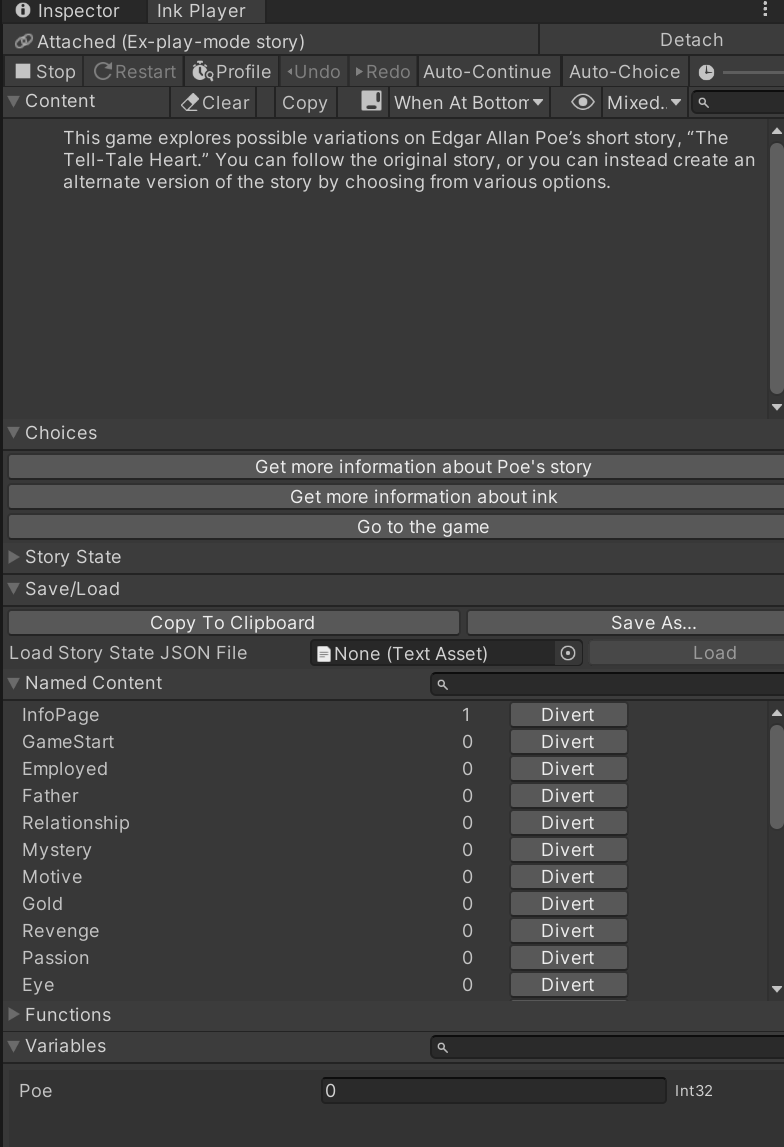 Inspector Ink Player
Attached (Ex-play-mode story) Detach
Stop Restart Profile Undo Redo Auto-Continue Auto-Choice
Content Clear Copy When At Bottom Mixed..
This game explores possible variations on Edgar Allan Poe’s short story, “The
Tell-Tale Heart.” You can follow the original story, or you can instead create an
alternate version of the story by choosing from various options.
Choices
Get more information about Poe's story
Get more information about ink
Go to the game
Story State
Save/Load
Copy To Clipboard Save As...
Load Story State JSON File None (Text Asset) Load
Named Content
InfoPage 1 Divert
GameStart 0 Divert
Employed 0 Divert
Father 0 Divert
Relationship 0 Divert
Mystery 0 Divert
Motive 0 Divert
Gold 0 Divert
Revenge 0 Divert
Passion 0 Divert
Eye 0 Divert
Functions
Variables
Poe 0 Int32